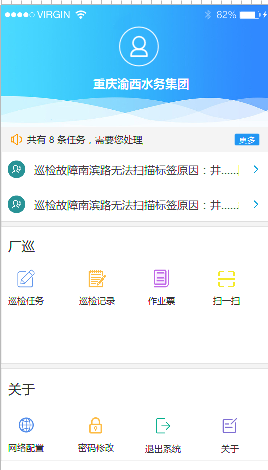 VIRGIN 82%
重庆渝西水务集团
共有 8 条任务，需要您处理 更多
巡检故障南滨路无法扫描标签原因：井......
巡检故障南滨路无法扫描标签原因：井......
厂巡
巡检任务 巡检记录 作业票 扫一扫
关于
网络配置 密码修改 退出系统 关于